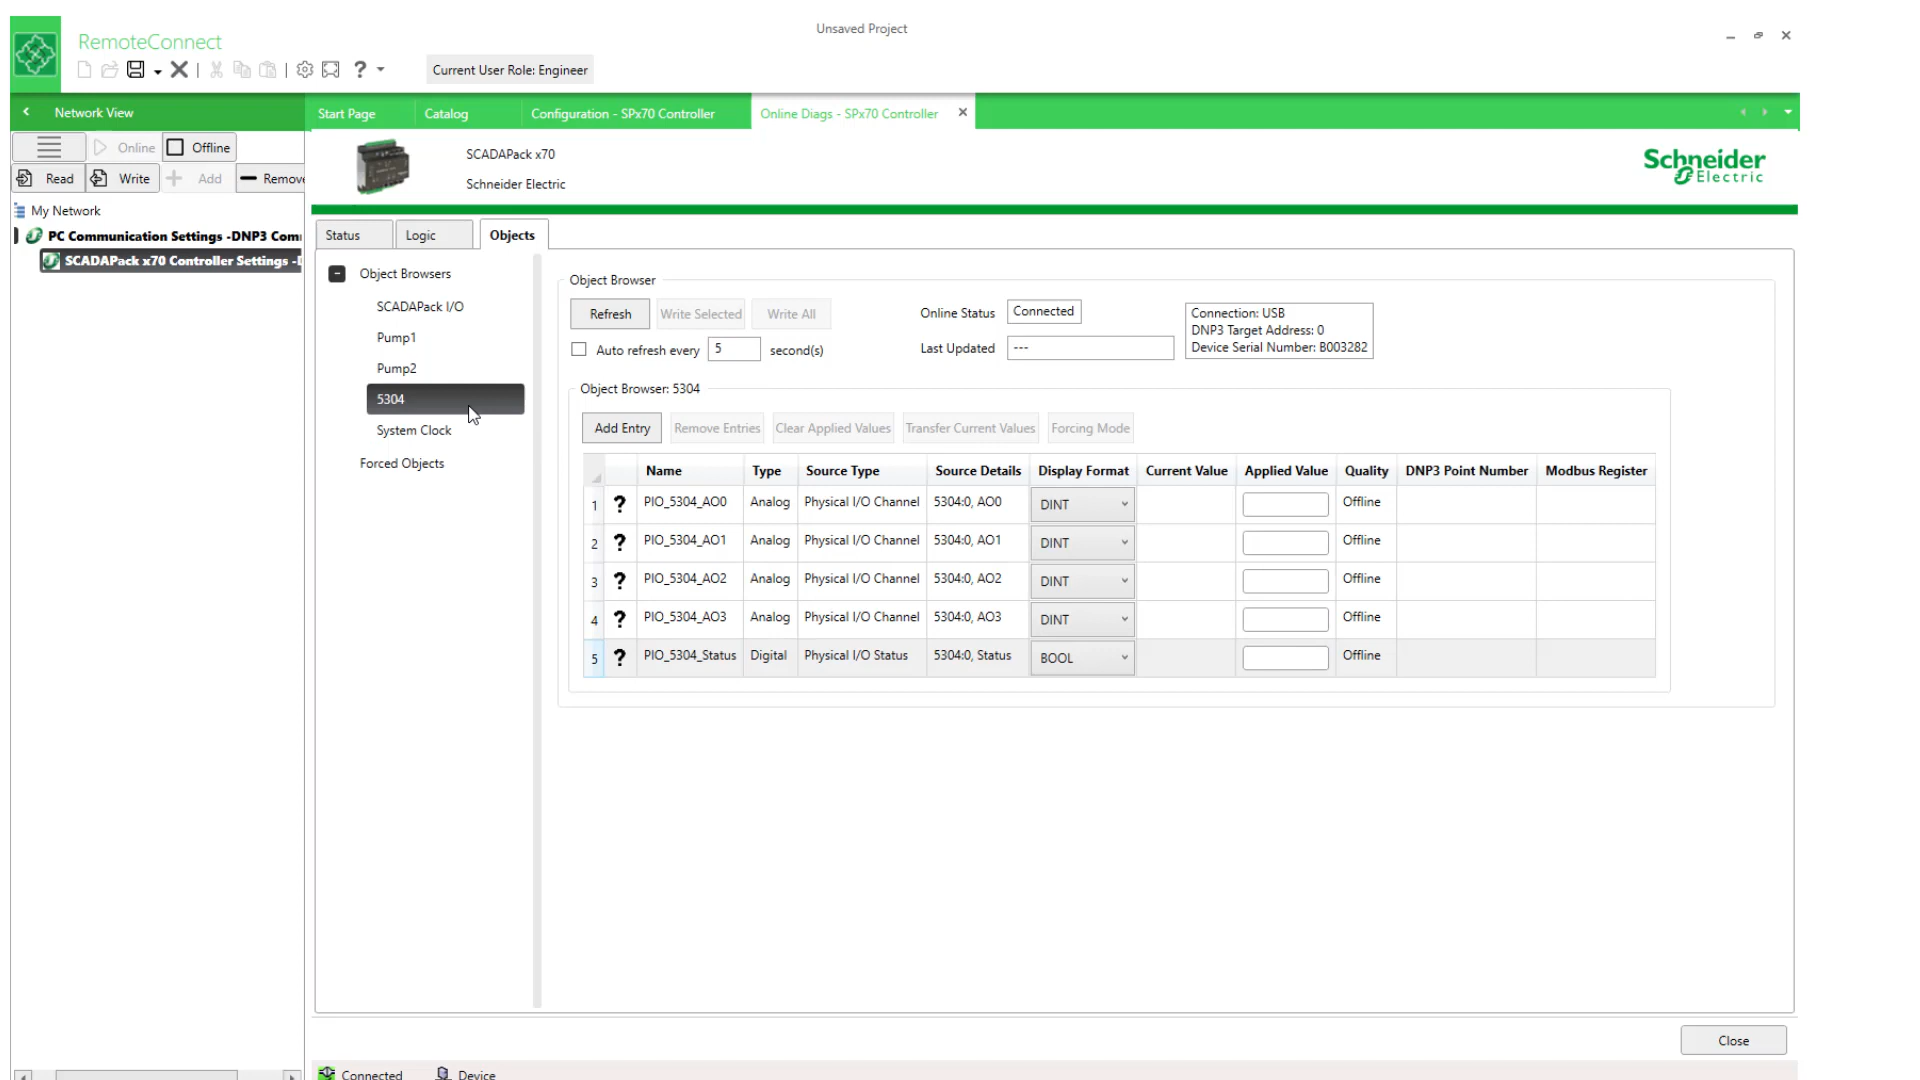 Unsaved Project
RemoteConnect
Current User Role: Engineer
Network View
Start Page
Catalog
Configuration - SPx70 Controller
Online Diags - SPx70 Controller
Online
Offline
Read
Write
Add
Remove
SCADAPack x70
Schneider Electric
Schneider
Electric
My Network
PC Communication Settings -DNP3 Com
SCADAPack x70 Controller Settings -
Status
Logic
Objects
Object Browsers
SCADAPack I/O
Pump1
Pump2
5304
System Clock
Forced Objects
Object Browser
Refresh
Write Selected
Write All
Online Status
Connected
Connection: USB
DNP3 Target Address: 0
Device Serial Number: B003282
Auto refresh every
5
second(s)
Last Updated
---
Object Browser: 5304
Add Entry
Remove Entries
Clear Applied Values
Transfer Current Values
Forcing Mode
Name Type Source Type Source Details Display Format Current Value Applied Value Quality DNP3 Point Number Modbus Register
1 ? PIO_5304_AO0 Analog Physical I/O Channel 5304:0, AO0 DINT Offline
2 ? PIO_5304_AO1 Analog Physical I/O Channel 5304:0, AO1 DINT Offline
3 ? PIO_5304_AO2 Analog Physical I/O Channel 5304:0, AO2 DINT Offline
4 ? PIO_5304_AO3 Analog Physical I/O Channel 5304:0, AO3 DINT Offline
5 ? PIO_5304_Status Digital Physical I/O Status 5304:0, Status BOOL Offline
Close
Connected
Device